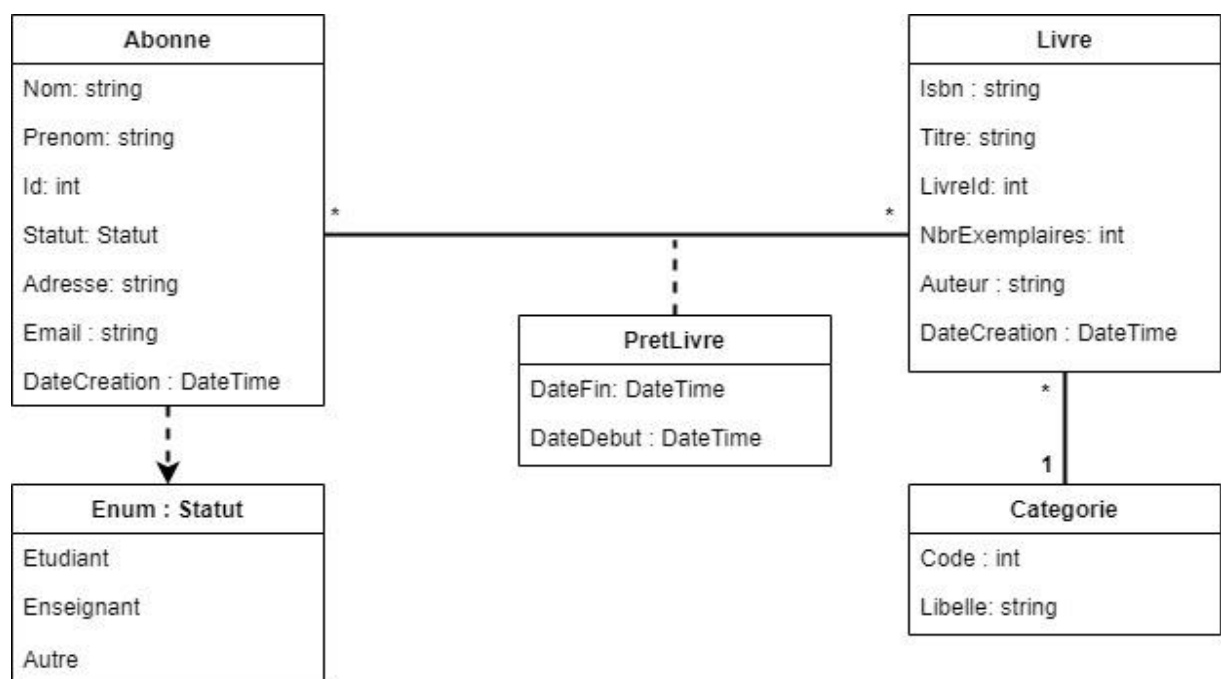 Abonne
Nom: string
Prenom: string
Id: int
Statut: Statut
Adresse: string
Email : string
DateCreation : DateTime
*
*
Livre
Isbn : string
Titre: string
LivreId: int
NbrExemplaires: int
Auteur : string
DateCreation : DateTime
PretLivre
DateFin: DateTime
DateDebut : DateTime
*
1
Enum : Statut
Etudiant
Enseignant
Autre
Categorie
Code : int
Libelle: string